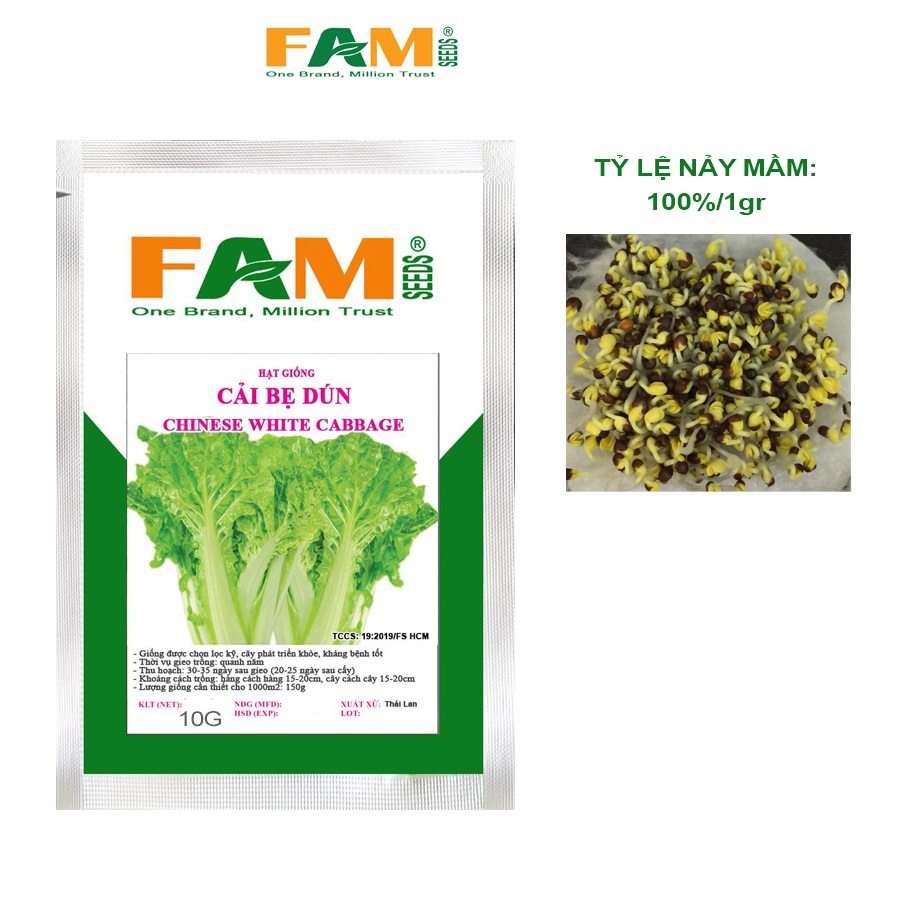 FAM SEEDS®
One Brand, Million Trust
TỶ LỆ NẢY MẦM:
100%/1gr
FAM SEEDS®
One Brand, Million Trust
HẠT GIỐNG
CẢI BẸ DÚN
CHINESE WHITE CABBAGE
TCCS: 19:2019/FS HCM
- Giống được chọn lọc kỹ, cây phát triển khỏe, kháng bệnh tốt
- Thời vụ gieo trồng: quanh năm
- Thu hoạch: 30-35 ngày sau gieo (20-25 ngày sau cấy)
- Khoảng cách trồng: hàng cách hàng 15-20cm, cây cách cây 15-20cm
- Lượng giống cần thiết cho 1000m2: 150g
KLT (NET): NĐG (MFD): XUẤT XỨ: Thái Lan
10G HSD (EXP): LOT: